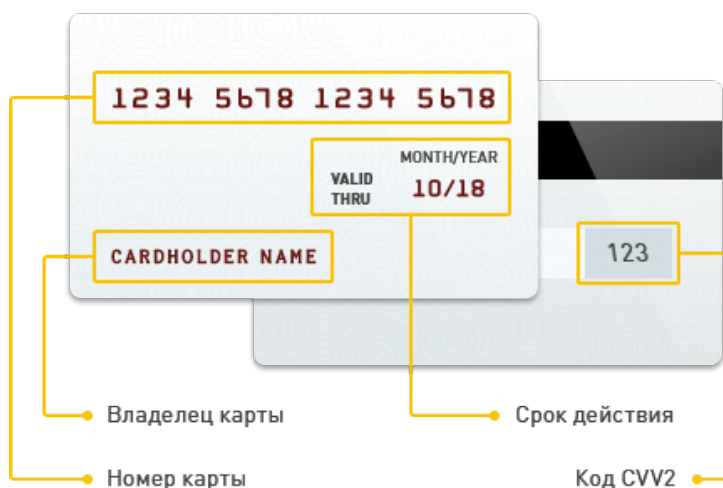 1234 5678 1234 5678
MONTH/YEAR
VALID
THRU
10/18
CARDHOLDER NAME
123
Владелец карты
Срок действия
Номер карты
Код CVV2